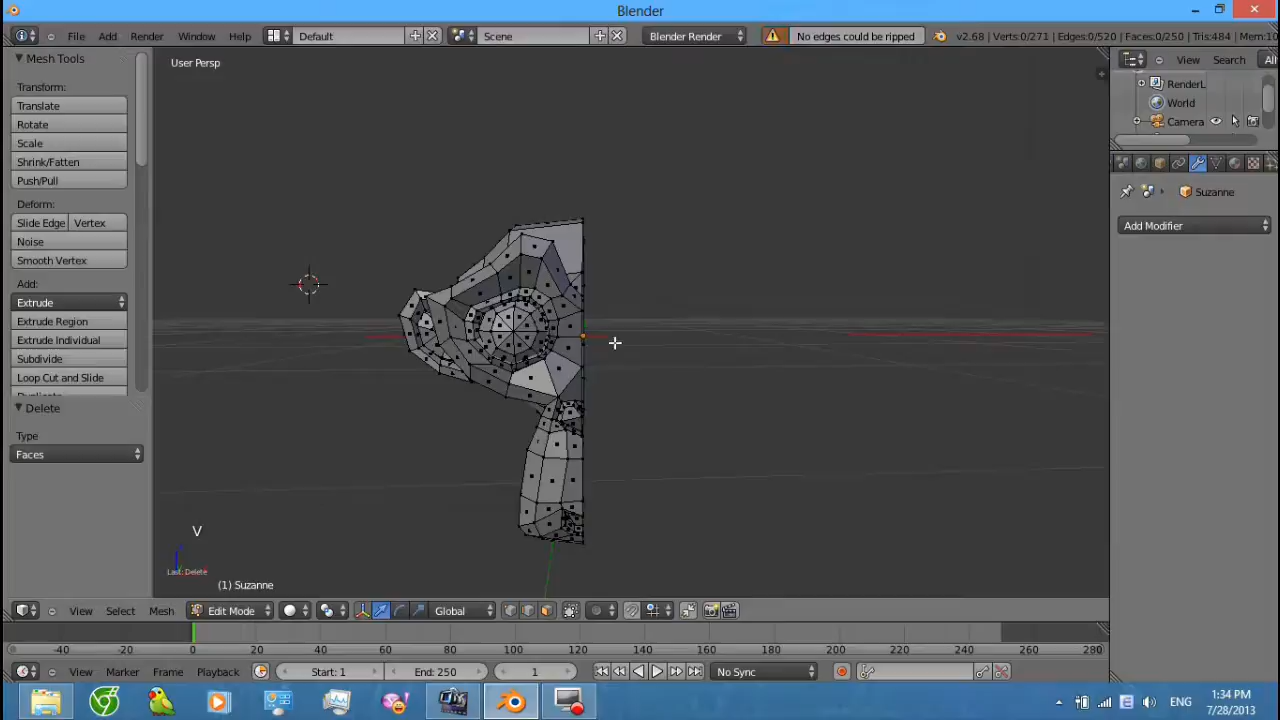 Blender
File Add Render Window Help Default Scene Blender Render No edges could be ripped v2.68 | Verts:0/271 | Edges:0/520 | Faces:0/250 | Tris:484 | Mem:10
Mesh Tools
User Persp
View Search All
Transform:
Translate
Rotate
Scale
Shrink/Fatten
Push/Pull
Deform:
Slide Edge Vertex
Noise
Smooth Vertex
Add:
Extrude
Extrude Region
Extrude Individual
Subdivide
Loop Cut and Slide
Delete
Type
Faces
RenderL
World
Camera
Suzanne
Add Modifier
V
Last: Delete
(1) Suzanne
View Select Mesh Edit Mode Global
-40 -20 0 20 40 60 80 100 120 140 160 180 200 220 240 260 280
View Marker Frame Playback Start: 1 End: 250 1 No Sync
ENG
1:34 PM
7/28/2013